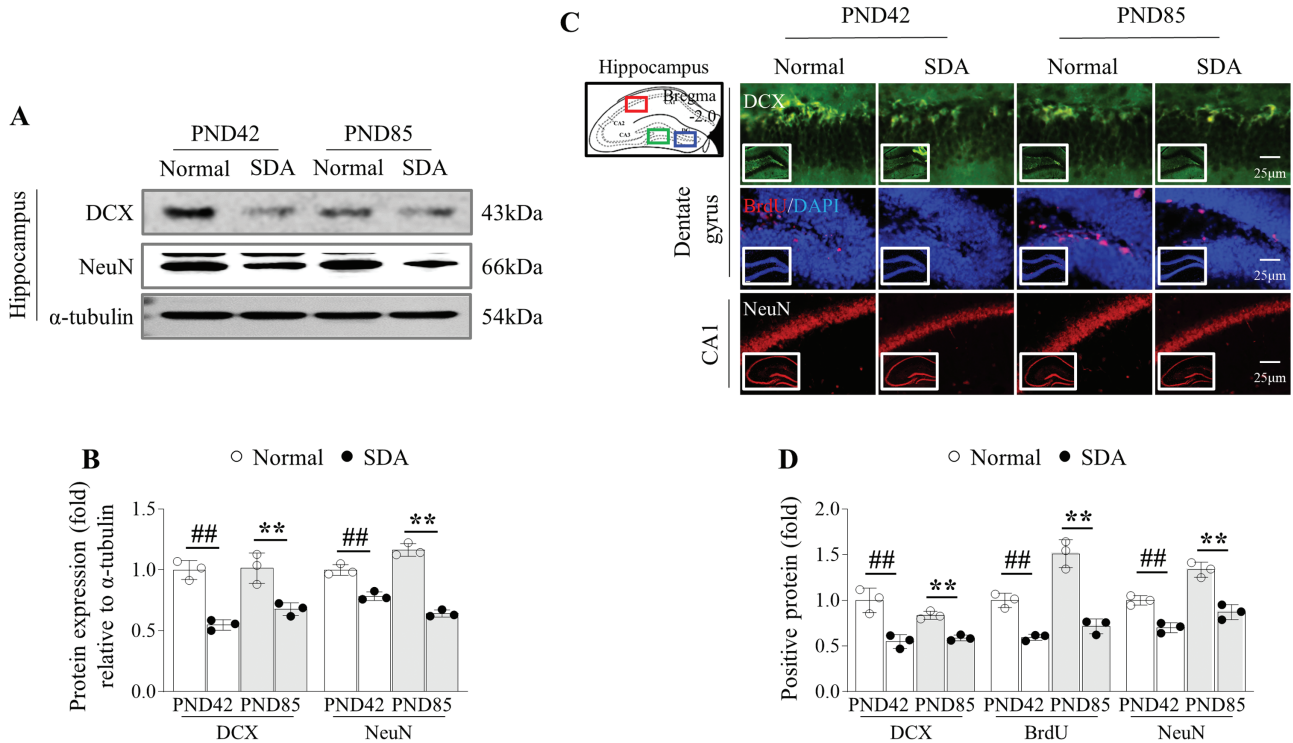 A
PND42 PND85
Normal SDA Normal SDA
Hippocampus
DCX 43kDa
NeuN 66kDa
α-tubulin 54kDa
B
Normal SDA
Protein expression (fold)
relative to α-tubulin
1.5
1.0
0.5
0.0
## ** ## **
PND42 PND85 PND42 PND85
DCX NeuN
C
PND42 PND85
Hippocampus Normal SDA Normal SDA
Bregma
-2.0
CA2
CA3
DCX
25μm
Dentate
gyrus
BrdU/DAPI
25μm
CA1
NeuN
25μm
D
Normal SDA
Positive protein (fold)
2.0
1.5
1.0
0.5
0.0
## ** ## ** ## **
PND42 PND85 PND42 PND85 PND42 PND85
DCX BrdU NeuN